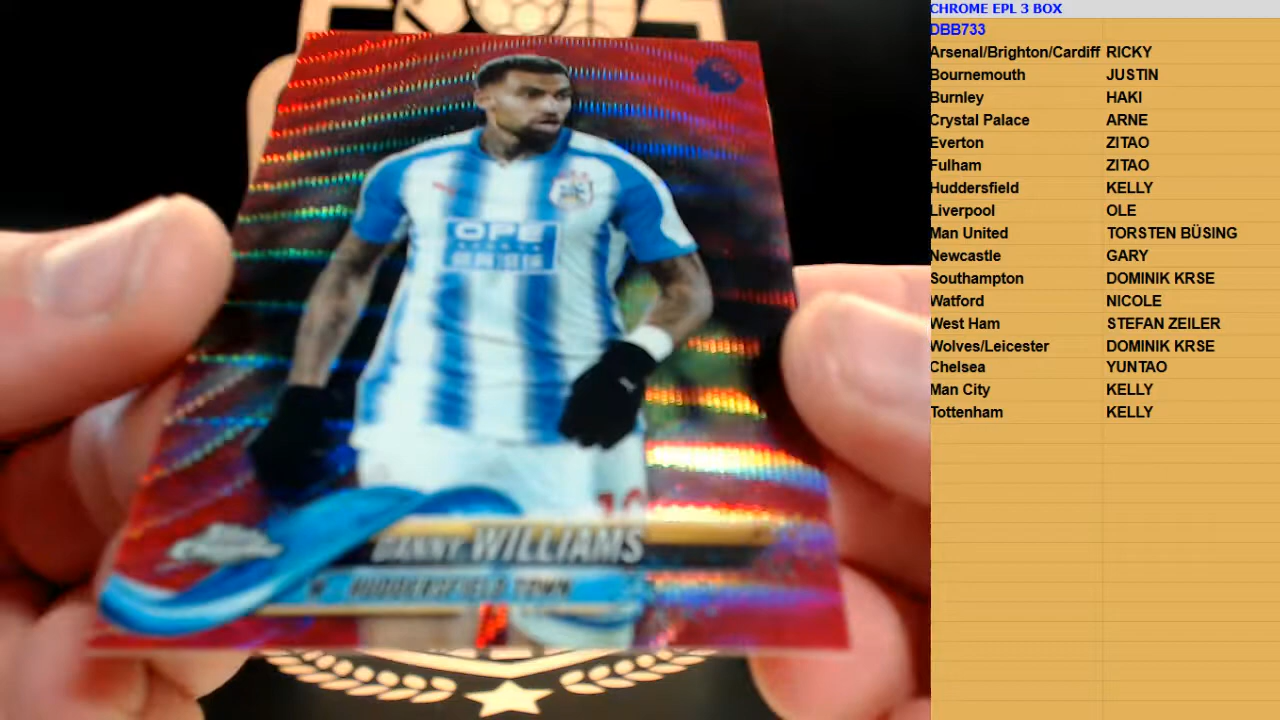 CHROME EPL 3 BOX
DBB733
Arsenal/Brighton/Cardiff RICKY
Bournemouth JUSTIN
Burnley HAKI
Crystal Palace ARNE
Everton ZITAO
Fulham ZITAO
Huddersfield KELLY
Liverpool OLE
Man United TORSTEN BÜSING
Newcastle GARY
Southampton DOMINIK KRSE
Watford NICOLE
West Ham STEFAN ZEILER
Wolves/Leicester DOMINIK KRSE
Chelsea YUNTAO
Man City KELLY
Tottenham KELLY
OPE
Chrome
DANNY WILLIAMS
M HUDDERSFIELD TOWN